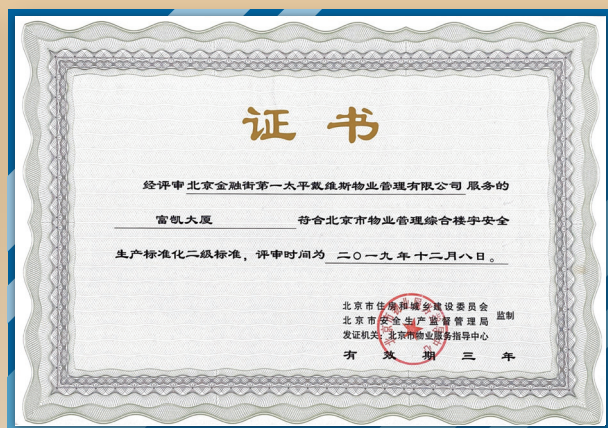 证书
经评审北京金融街第一太平戴维斯物业管理有限公司服务的
富凯大厦 符合北京市物业管理综合楼宇安全
生产标准化二级标准，评审时间为 二〇一九年十二月八日。
北京市住房和城乡建设委员会
北京市安全生产监督管理局 监制
发证机关：北京市物业服务指导中心
有效期三年